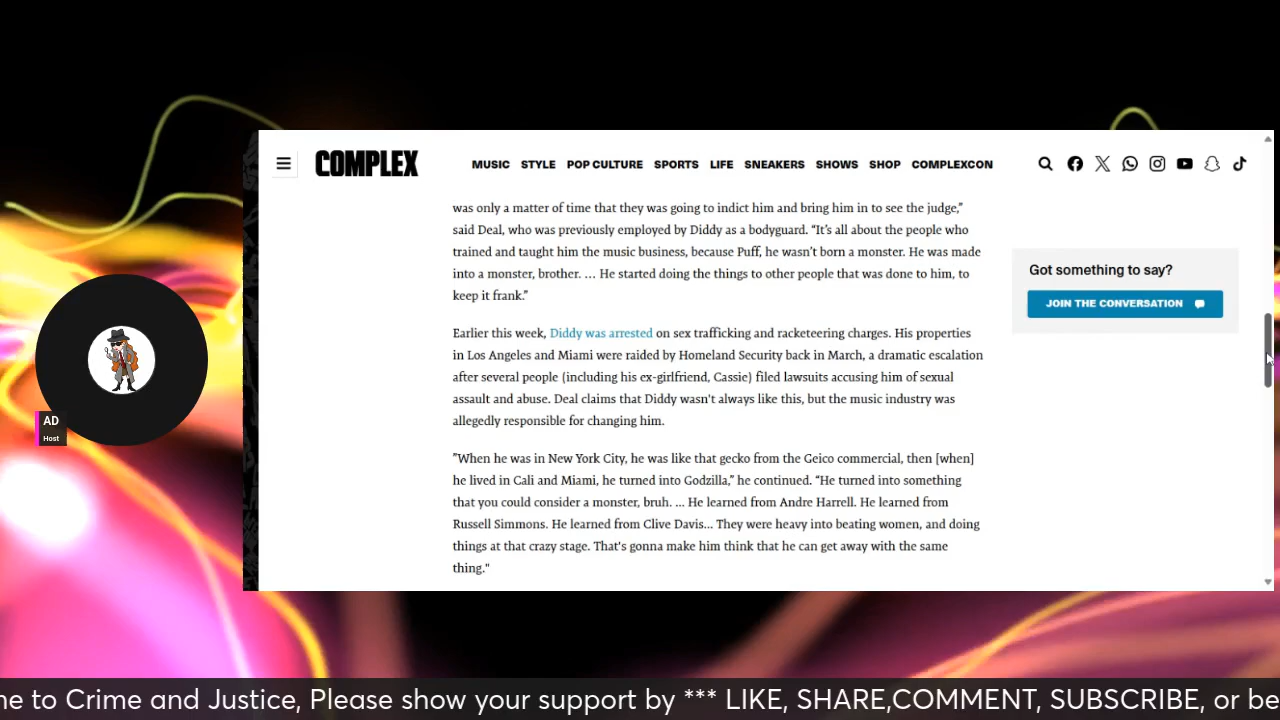 COMPLEX
MUSIC STYLE POP CULTURE SPORTS LIFE SNEAKERS SHOWS SHOP COMPLEXCON
was only a matter of time that they was going to indict him and bring him in to see the judge,"
said Deal, who was previously employed by Diddy as a bodyguard. “It’s all about the people who
trained and taught him the music business, because Puff, he wasn’t born a monster. He was made
into a monster, brother. … He started doing the things to other people that was done to him, to
keep it frank.”
Got something to say?
JOIN THE CONVERSATION
Earlier this week, Diddy was arrested on sex trafficking and racketeering charges. His properties
in Los Angeles and Miami were raided by Homeland Security back in March, a dramatic escalation
after several people (including his ex-girlfriend, Cassie) filed lawsuits accusing him of sexual
assault and abuse. Deal claims that Diddy wasn't always like this, but the music industry was
allegedly responsible for changing him.
"When he was in New York City, he was like that gecko from the Geico commercial, then [when]
he lived in Cali and Miami, he turned into Godzilla,” he continued. “He turned into something
that you could consider a monster, bruh. ... He learned from Andre Harrell. He learned from
Russell Simmons. He learned from Clive Davis... They were heavy into beating women, and doing
things at that crazy stage. That's gonna make him think that he can get away with the same
thing."
AD
Host
ne to Crime and Justice, Please show your support by *** LIKE, SHARE,COMMENT, SUBSCRIBE, or be